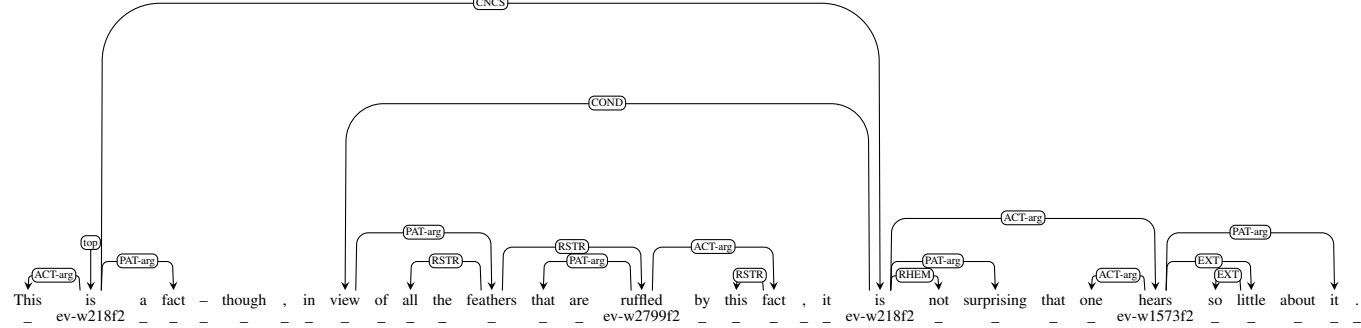 CNCS
COND
ACT-arg
top
PAT-arg RSTR ACT-arg PAT-arg
ACT-arg PAT-arg RSTR PAT-arg RSTR PAT-arg RHEM ACT-arg EXT EXT
This is a fact – though , in view of all the feathers that are ruffled by this fact , it is not surprising that one hears so little about it .
_ ev-w218f2 _ _ _ _ _ _ _ _ _ _ _ _ _ ev-w2799f2 _ _ _ _ _ ev-w218f2 _ _ _ _ ev-w1573f2 _ _ _ _ _